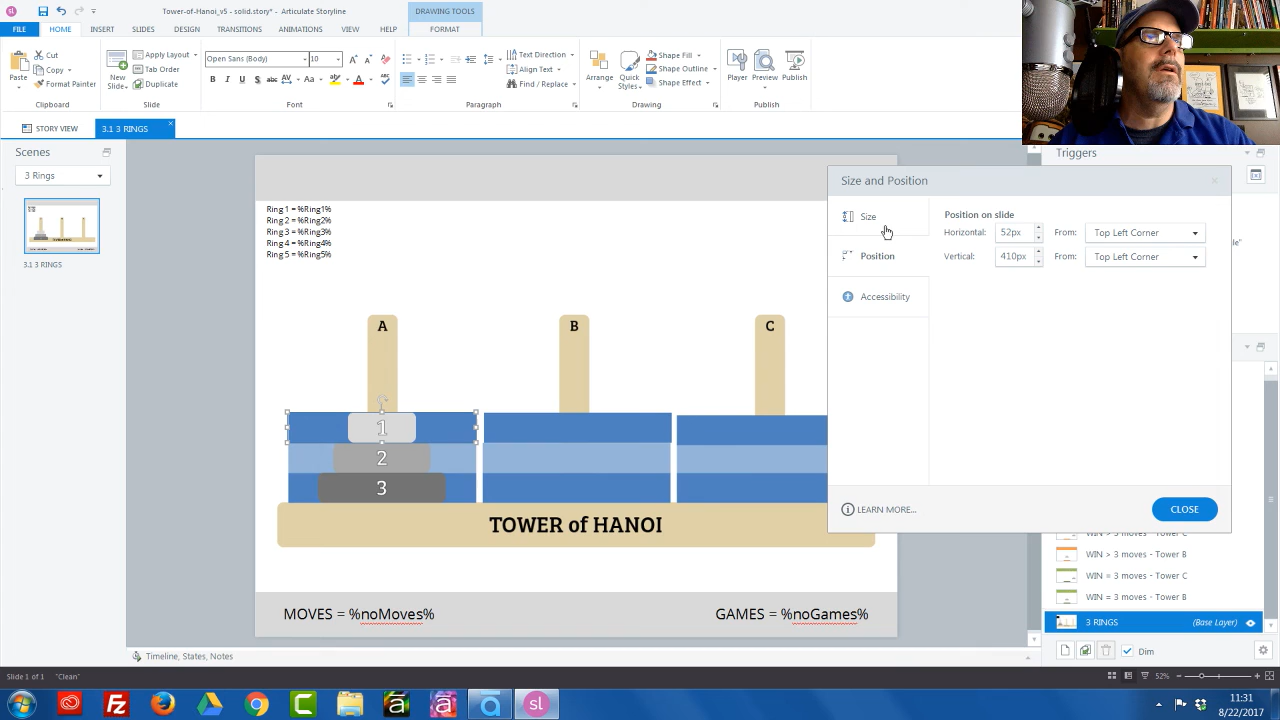 Tower-of-Hanoi_v5 - solid.story* - Articulate Storyline
DRAWING TOOLS
FILE
HOME
INSERT
SLIDES
DESIGN
TRANSITIONS
ANIMATIONS
VIEW
HELP
FORMAT
Paste
Cut
Copy
Format Painter
Clipboard
New
Slide
Apply Layout
Tab Order
Duplicate
Slide
Open Sans (Body)
10
B I U S abc AV Aa A
Font
Text Direction
Align Text
Find / Replace
Paragraph
Arrange
Quick
Styles
Shape Fill
Shape Outline
Shape Effect
Drawing
Player
Preview
Publish
Publish
STORY VIEW
3.1 3 RINGS
Scenes
3 Rings
3.1 3 RINGS
Ring 1 = %Ring1%
Ring 2 = %Ring2%
Ring 3 = %Ring3%
Ring 4 = %Ring4%
Ring 5 = %Ring5%
A
B
C
1
2
3
TOWER of HANOI
MOVES = %noMoves%
GAMES = %noGames%
Triggers
Size and Position
Size
Position
Accessibility
Position on slide
Horizontal: 52px From: Top Left Corner
Vertical: 410px From: Top Left Corner
LEARN MORE...
CLOSE
WIN > 3 moves - Tower C
WIN > 3 moves - Tower B
WIN = 3 moves - Tower C
WIN = 3 moves - Tower B
3 RINGS (Base Layer)
Dim
Timeline, States, Notes
Slide 1 of 1 "Clean"
52%
11:31
8/22/2017